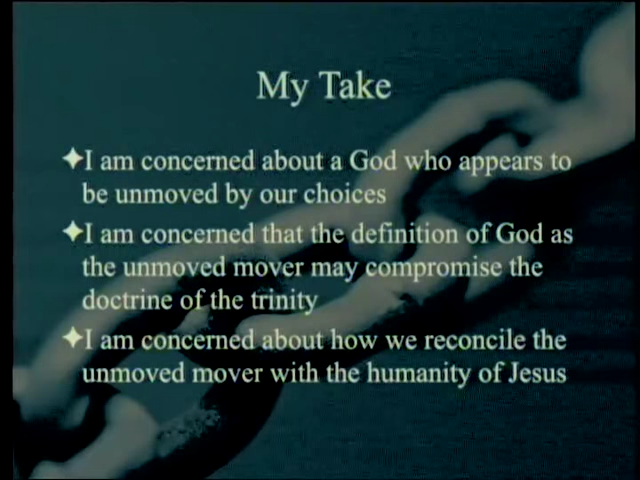 My Take
✦I am concerned about a God who appears to
be unmoved by our choices
✦I am concerned that the definition of God as
the unmoved mover may compromise the
doctrine of the trinity
✦I am concerned about how we reconcile the
unmoved mover with the humanity of Jesus